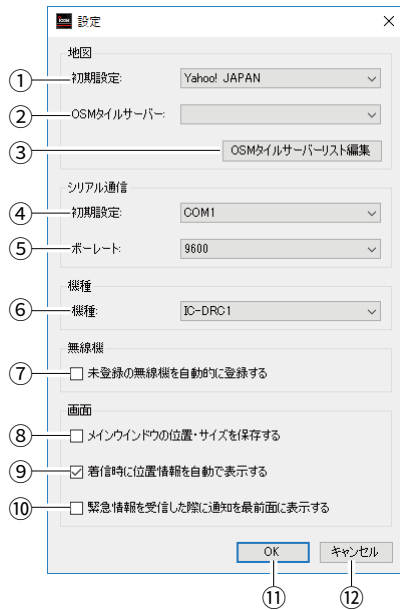 iCOM 設定
地図
① 初期設定: Yahoo! JAPAN
② OSMタイルサーバー:
③ OSMタイルサーバーリスト編集
シリアル通信
④ 初期設定: COM1
⑤ ボーレート: 9600
機種
⑥ 機種: IC-DRC1
無線機
⑦ 未登録の無線機を自動的に登録する
画面
⑧ メインウインドウの位置・サイズを保存する
⑨ 着信時に位置情報を自動で表示する
⑩ 緊急情報を受信した際に通知を最前面に表示する
OK キャンセル
⑪ ⑫